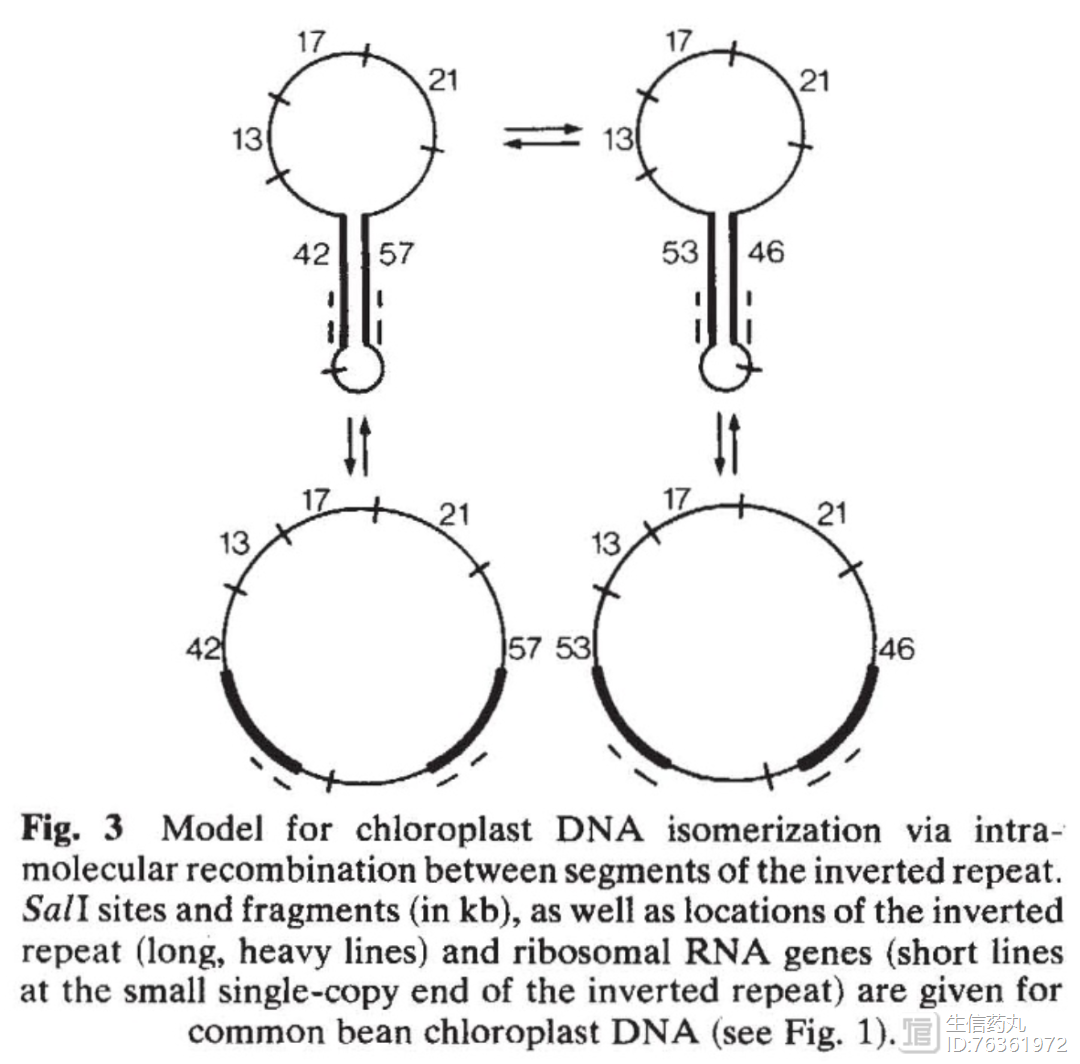 17
17
21
21
13
13
42
57
53
46
17
17
21
21
13
13
42
57
53
46
Fig. 3 Model for chloroplast DNA isomerization via intra-
molecular recombination between segments of the inverted repeat.
SalI sites and fragments (in kb), as well as locations of the inverted
repeat (long, heavy lines) and ribosomal RNA genes (short lines
at the small single-copy end of the inverted repeat) are given for
common bean chloroplast DNA (see Fig. 1).
生信药丸
ID:76361972